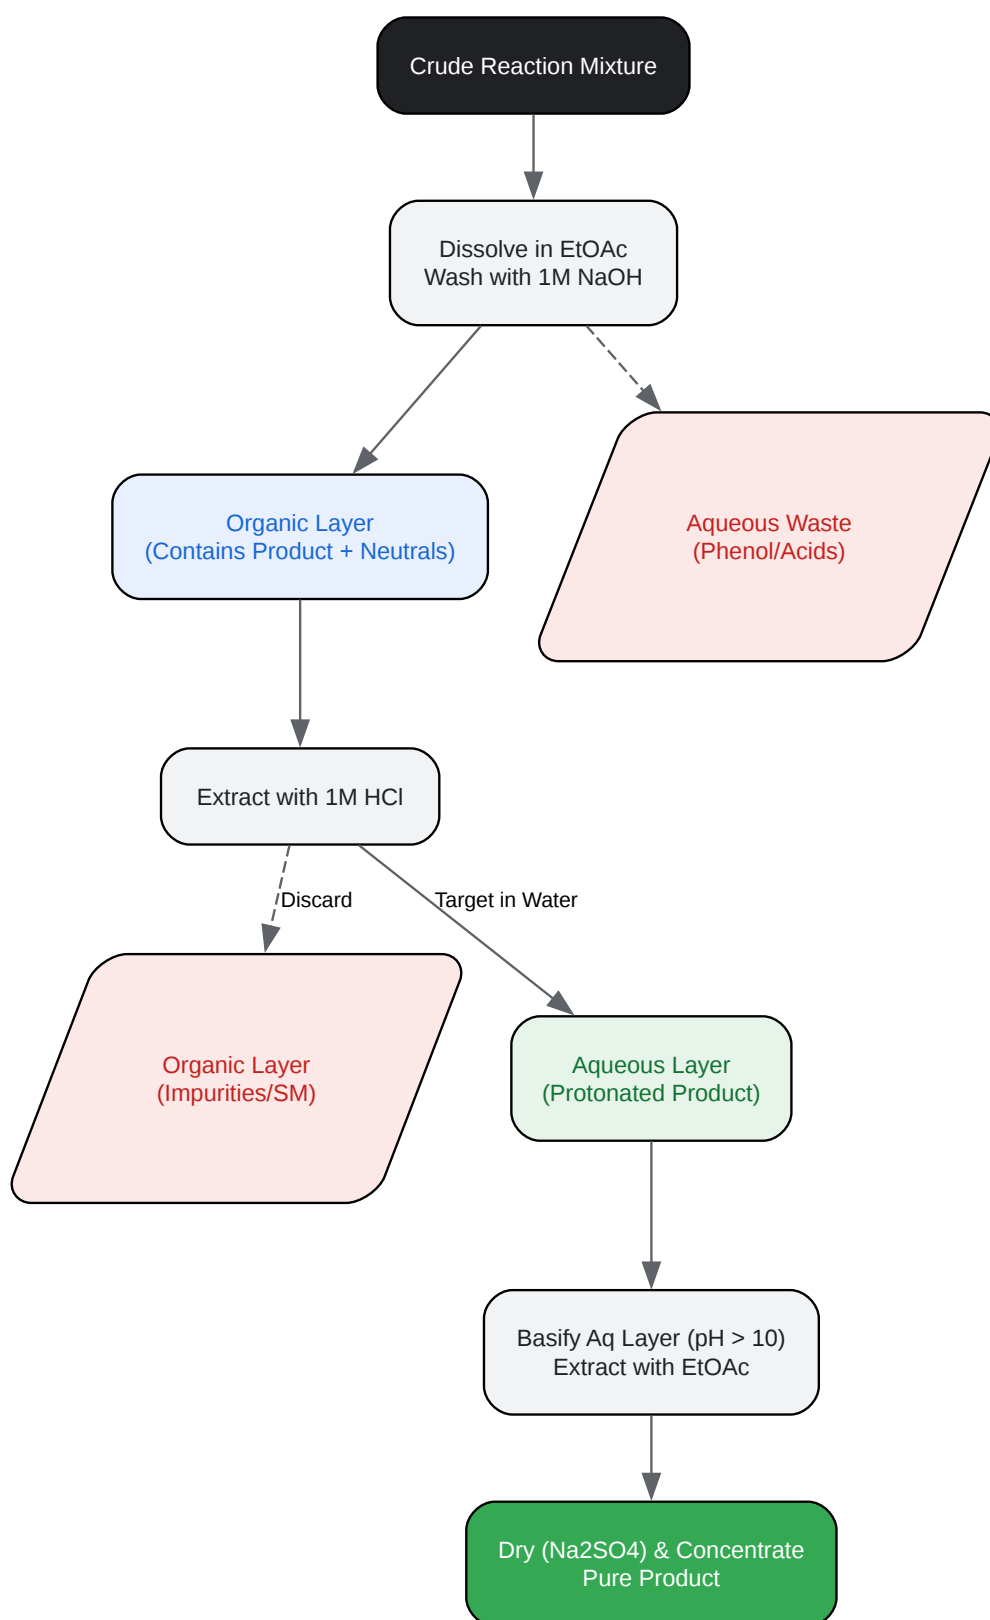 Crude Reaction Mixture
Dissolve in EtOAc
Wash with 1M NaOH
Organic Layer
(Contains Product + Neutrals)
Aqueous Waste
(Phenol/Acids)
Extract with 1M HCl
Discard
Target in Water
Organic Layer
(Impurities/SM)
Aqueous Layer
(Protonated Product)
Basify Aq Layer (pH > 10)
Extract with EtOAc
Dry (Na2SO4) & Concentrate
Pure Product